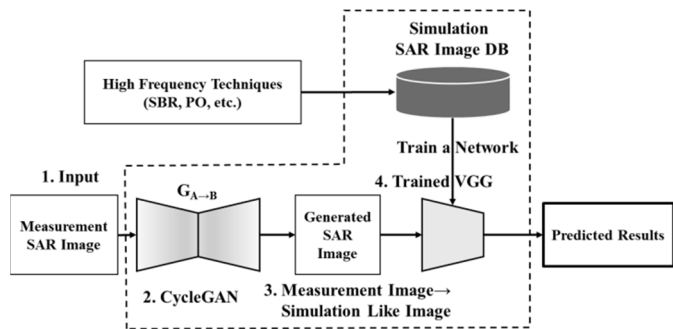 Simulation
SAR Image DB
High Frequency Techniques
(SBR, PO, etc.)
Train a Network
1. Input
4. Trained VGG
G_A→B
Measurement
SAR Image
Generated
SAR
Image
Predicted Results
2. CycleGAN
3. Measurement Image→
Simulation Like Image